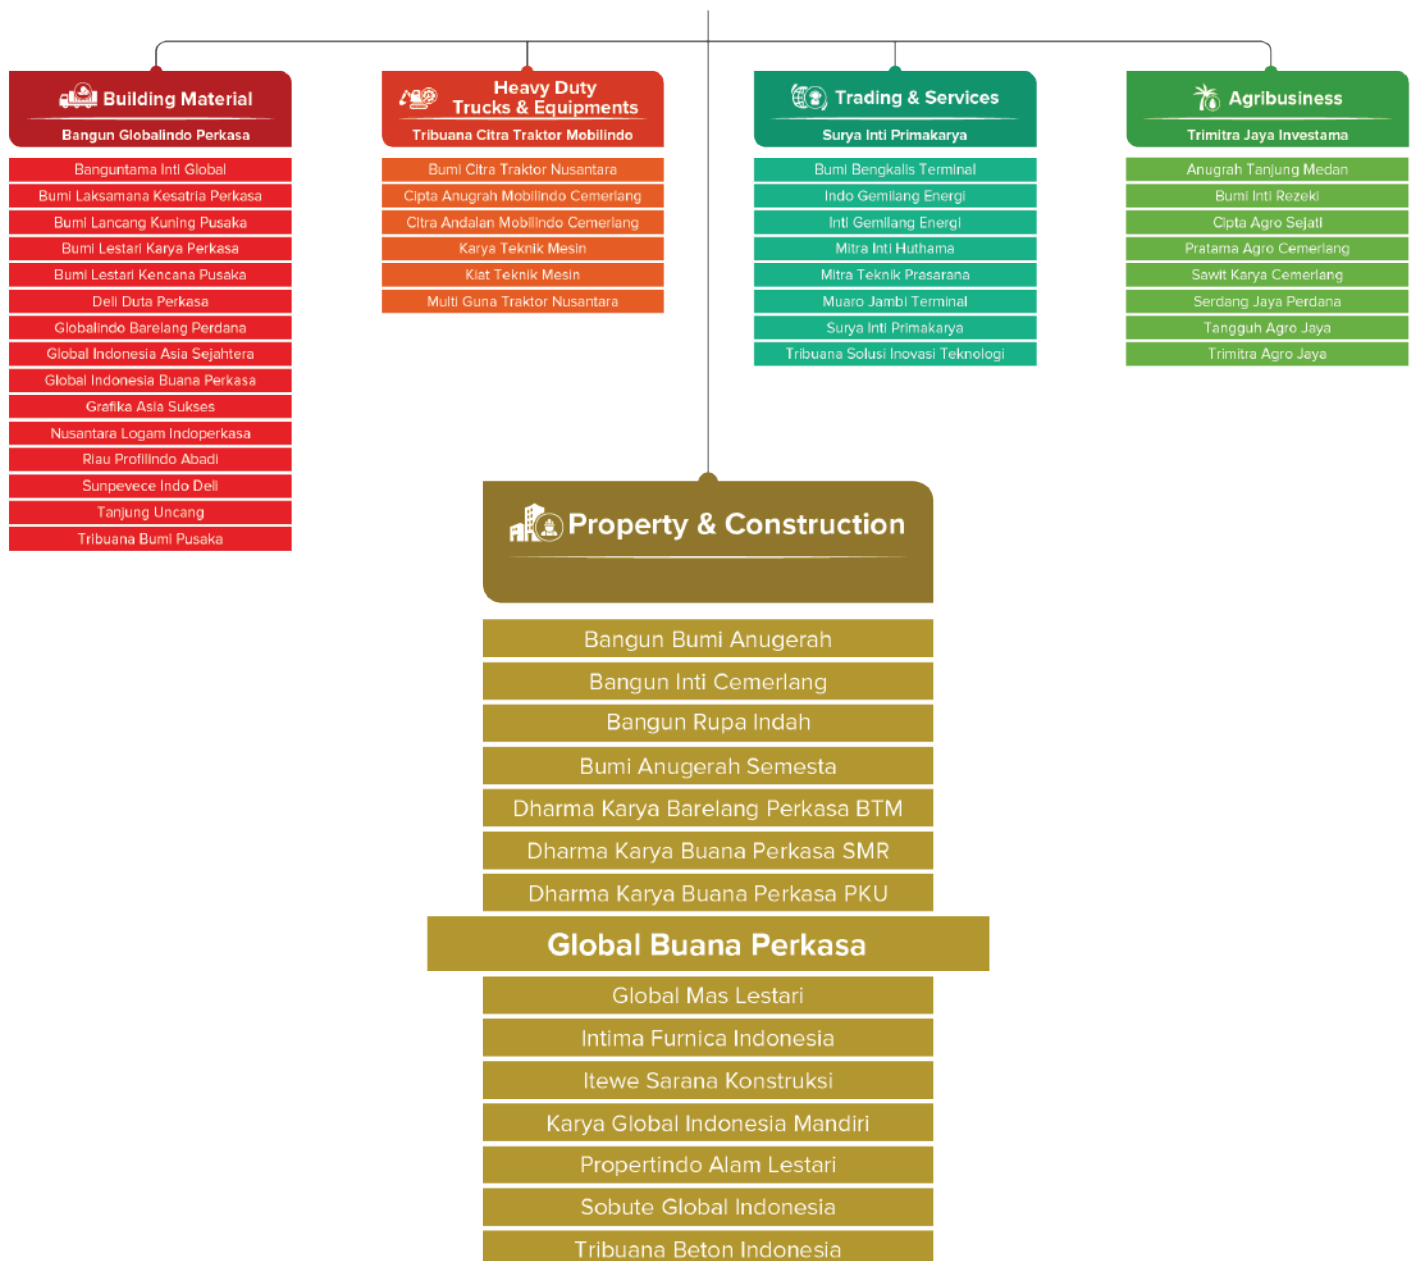 Building Material
Bangun Globalindo Perkasa
Banguntama Inti Global
Bumi Laksamana Kesatria Perkasa
Bumi Lancang Kuning Pusaka
Bumi Lestari Karya Perkasa
Bumi Lestari Kencana Pusaka
Deli Duta Perkasa
Globalindo Barelang Perdana
Global Indonesia Asia Sejahtera
Global Indonesia Buana Perkasa
Grafika Asia Sukses
Nusantara Logam Indoperkasa
Riau Profilindo Abadi
Sunpevece Indo Deli
Tanjung Uncang
Tribuana Bumi Pusaka
Heavy Duty
Trucks & Equipments
Tribuana Citra Traktor Mobilindo
Bumi Citra Traktor Nusantara
Cipta Anugrah Mobilindo Cemerlang
Citra Andalan Mobilindo Cemerlang
Karya Teknik Mesin
Kiat Teknik Mesin
Multi Guna Traktor Nusantara
Trading & Services
Surya Inti Primakarya
Bumi Bengkalis Terminal
Indo Gemilang Energi
Inti Gemilang Energi
Mitra Inti Huthama
Mitra Teknik Prasarana
Muaro Jambi Terminal
Surya Inti Primakarya
Tribuana Solusi Inovasi Teknologi
Agribusiness
Trimitra Jaya Investama
Anugrah Tanjung Medan
Bumi Inti Rezeki
Cipta Agro Sejati
Pratama Agro Cemerlang
Sawit Karya Cemerlang
Serdang Jaya Perdana
Tangguh Agro Jaya
Trimitra Agro Jaya
Property & Construction
Bangun Bumi Anugerah
Bangun Inti Cemerlang
Bangun Rupa Indah
Bumi Anugerah Semesta
Dharma Karya Barelang Perkasa BTM
Dharma Karya Buana Perkasa SMR
Dharma Karya Buana Perkasa PKU
Global Buana Perkasa
Global Mas Lestari
Intima Furnica Indonesia
Itewe Sarana Konstruksi
Karya Global Indonesia Mandiri
Propertindo Alam Lestari
Sobute Global Indonesia
Tribuana Beton Indonesia